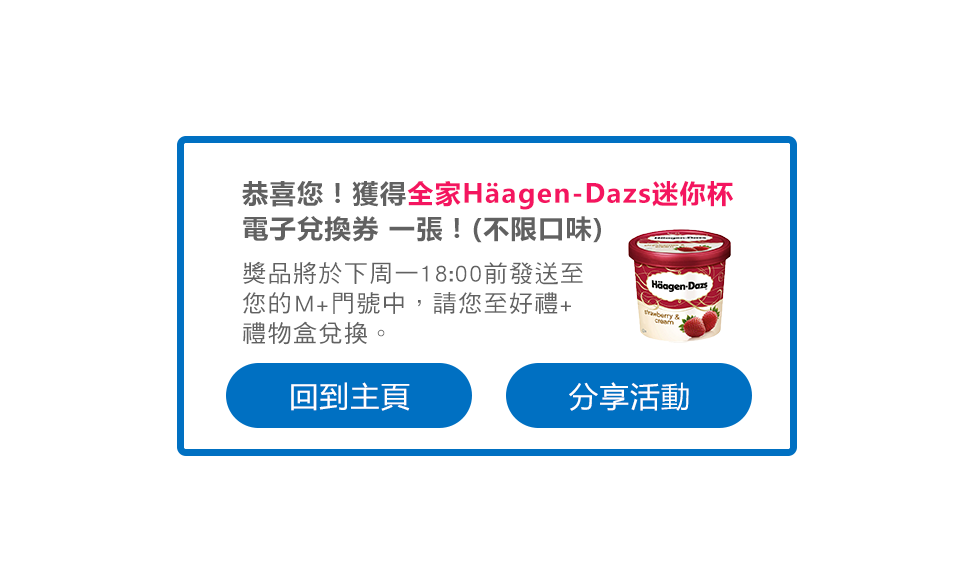 恭喜您！獲得全家Häagen-Dazs迷你杯
電子兌換券 一張！(不限口味)
獎品將於下周一18:00前發送至
您的M+門號中，請您至好禮+
禮物盒兌換。
Häagen-Dazs
Häagen-Dazs
strawberry &
cream
回到主頁
分享活動